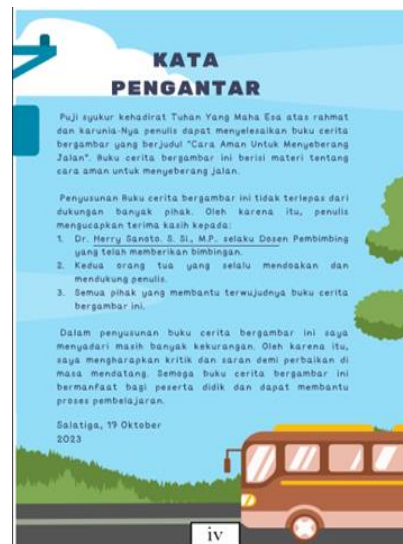 KATA
PENGANTAR
Puji syukur kehadirat Tuhan Yang Maha Esa atas rahmat
dan karunia-Nya penulis dapat menyelesaikan buku cerita
bergambar yang berjudul "Cara Aman Untuk Menyeberang
Jalan". Buku cerita bergambar ini berisi materi tentang
cara aman untuk menyeberang jalan.
Penyusunan Buku cerita bergambar ini tidak terlepas dari
dukungan banyak pihak. Oleh karena itu, penulis
mengucapkan terima kasih kepada:
1. Dr. Herry Sanoto. S. Si., M.P. selaku Dosen Pembimbing
yang telah memberikan bimbingan.
2. Kedua orang tua yang selalu mendoakan dan
mendukung penulis.
3. Semua pihak yang membantu terwujudnya buku cerita
bergambar ini.
Dalam penyusunan buku cerita bergambar ini saya
menyadari masih banyak kekurangan. Oleh karena itu,
saya mengharapkan kritik dan saran demi perbaikan di
masa mendatang. Semoga buku cerita bergambar ini
bermanfaat bagi peserta didik dan dapat membantu
proses pembelajaran.
Salatiga, 19 Oktober
2023
iv